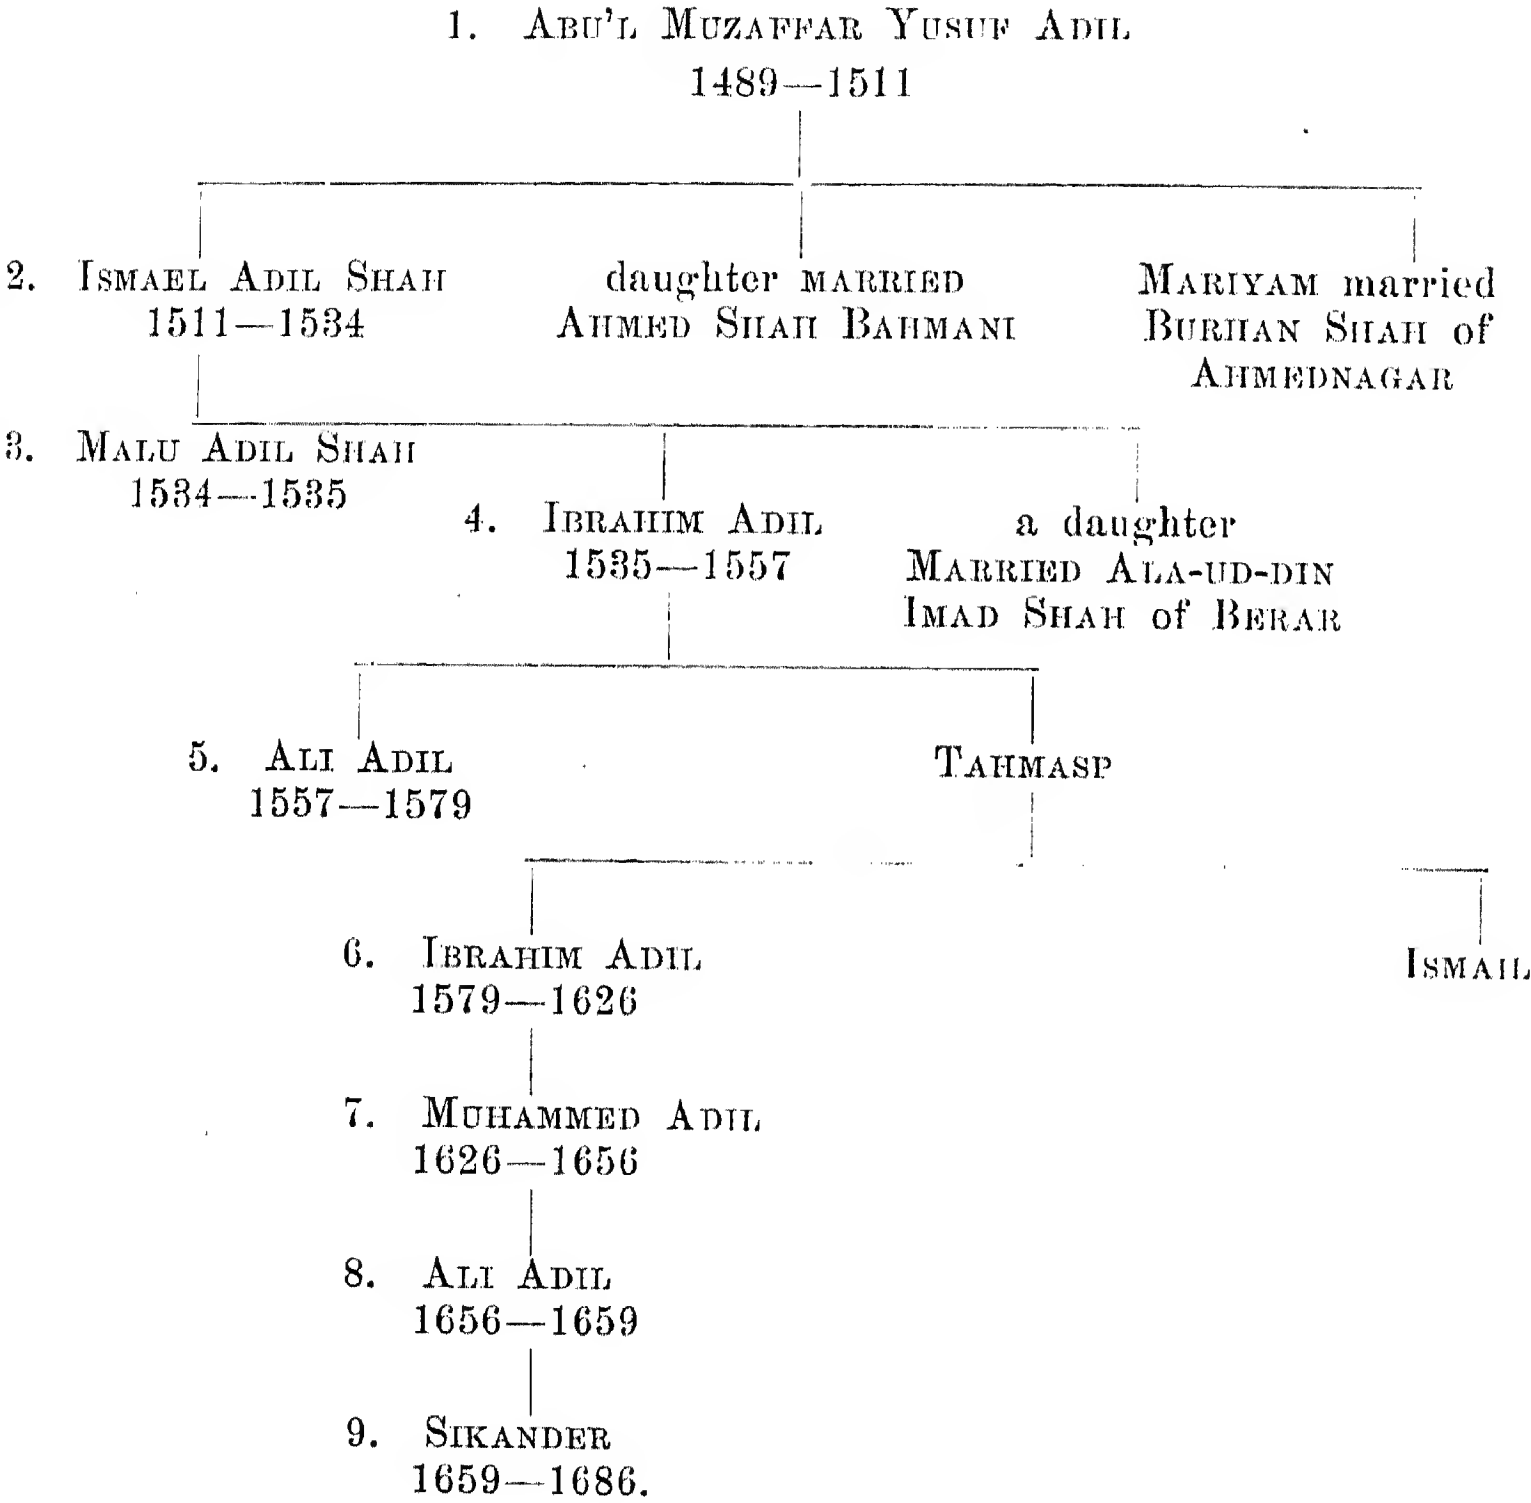 1. ABU'L MUZAFFAR YUSUF ADIL
1489—1511
2. ISMAEL ADIL SHAH
1511—1534
daughter MARRIED
AHMED SHAH BAHMANI
MARIYAM married
BURHAN SHAH of
AHMEDNAGAR
3. MALU ADIL SHAH
1534—1535
4. IBRAHIM ADIL
1535—1557
a daughter
MARRIED ALA-UD-DIN
IMAD SHAH of BERAR
5. ALI ADIL
1557—1579
TAHMASP
6. IBRAHIM ADIL
1579—1626
ISMAIL
7. MUHAMMED ADIL
1626—1656
8. ALI ADIL
1656—1659
9. SIKANDER
1659—1686.